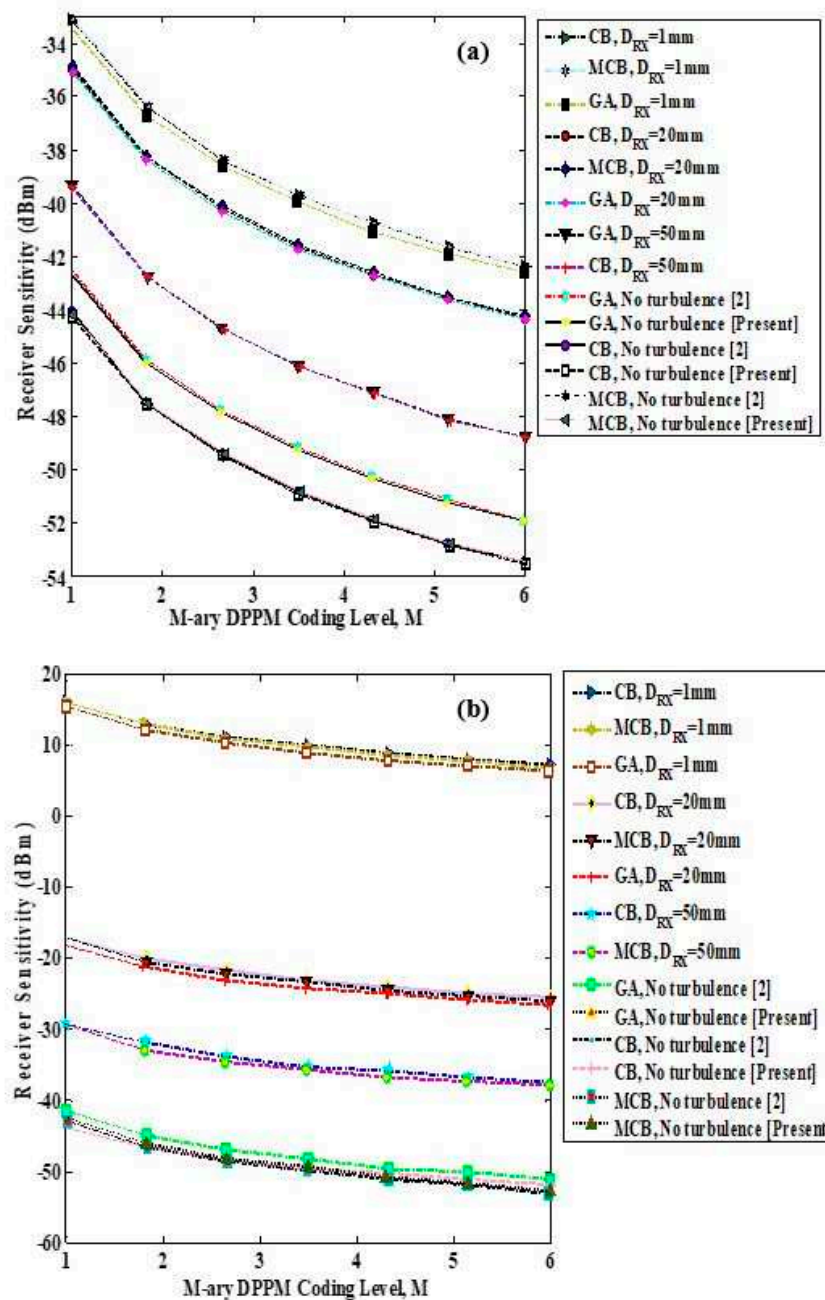 (a)
Receiver Sensitivity (dBm)
-34
-36
-38
-40
-42
-44
-46
-48
-50
-52
-54
1 2 3 4 5 6
M-ary DPPM Coding Level, M
CB, DRX=1mm
MCB, DRX=1mm
GA, DRX=1mm
CB, DRX=20mm
MCB, DRX=20mm
GA, DRX=20mm
GA, DRX=50mm
CB, DRX=50mm
GA, No turbulence [2]
GA, No turbulence [Present]
CB, No turbulence [2]
CB, No turbulence [Present]
MCB, No turbulence [2]
MCB, No turbulence [Present]
(b)
Receiver Sensitivity (dBm)
20
10
0
-10
-20
-30
-40
-50
-60
1 2 3 4 5 6
M-ary DPPM Coding Level, M
CB, DRX=1mm
MCB, DRX=1mm
GA, DRX=1mm
CB, DRX=20mm
MCB, DRX=20mm
GA, DRX=20mm
CB, DRX=50mm
MCB, DRX=50mm
GA, No turbulence [2]
GA, No turbulence [Present]
CB, No turbulence [2]
CB, No turbulence [Present]
MCB, No turbulence [2]
MCB, No turbulence [Present